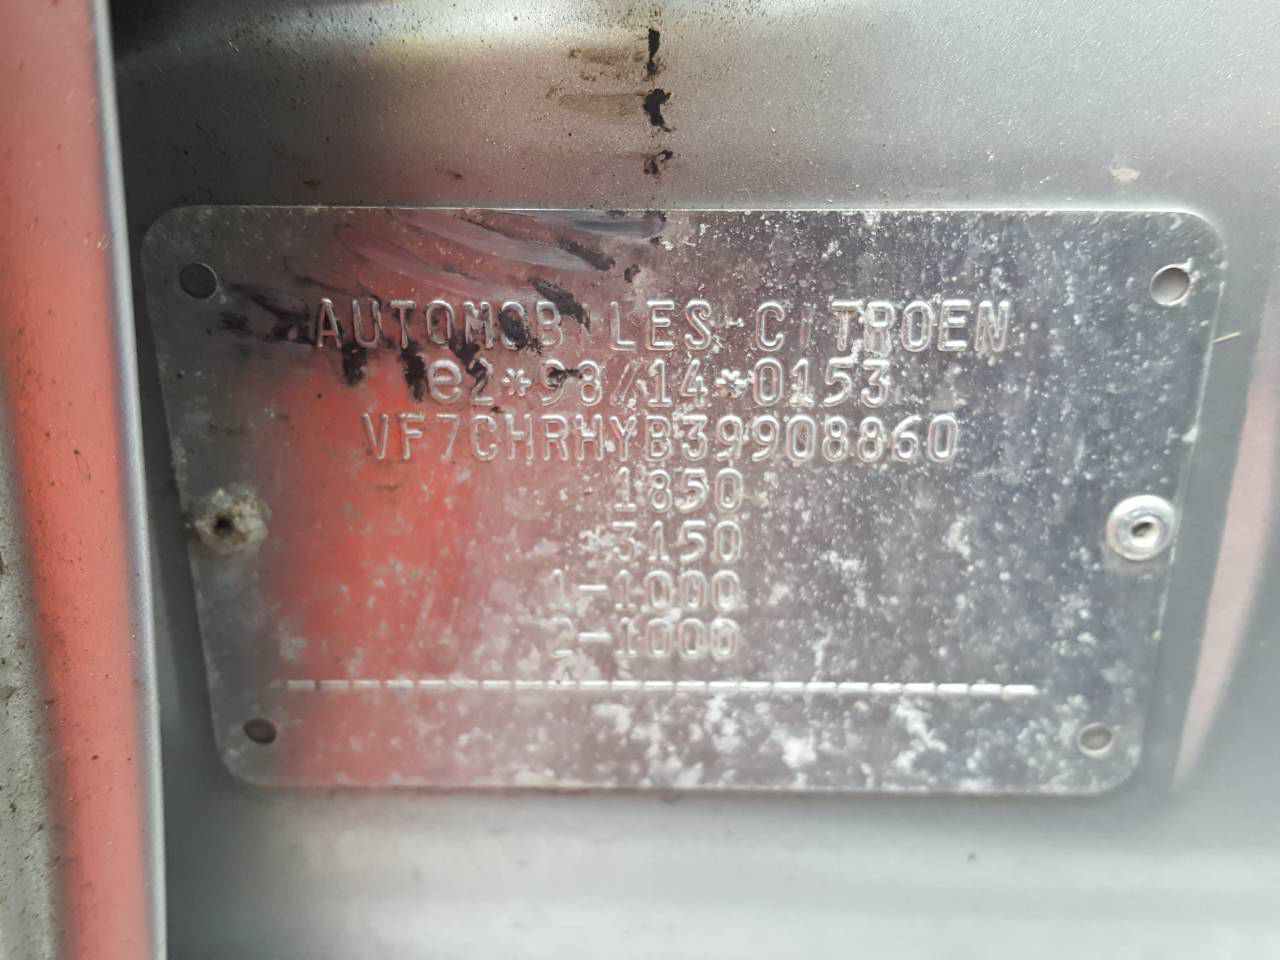 AUTOMOBILES CITROEN
e2*98/14*0153
VF7CHRHYB39908860
1850
3150
1-1000
2-1000